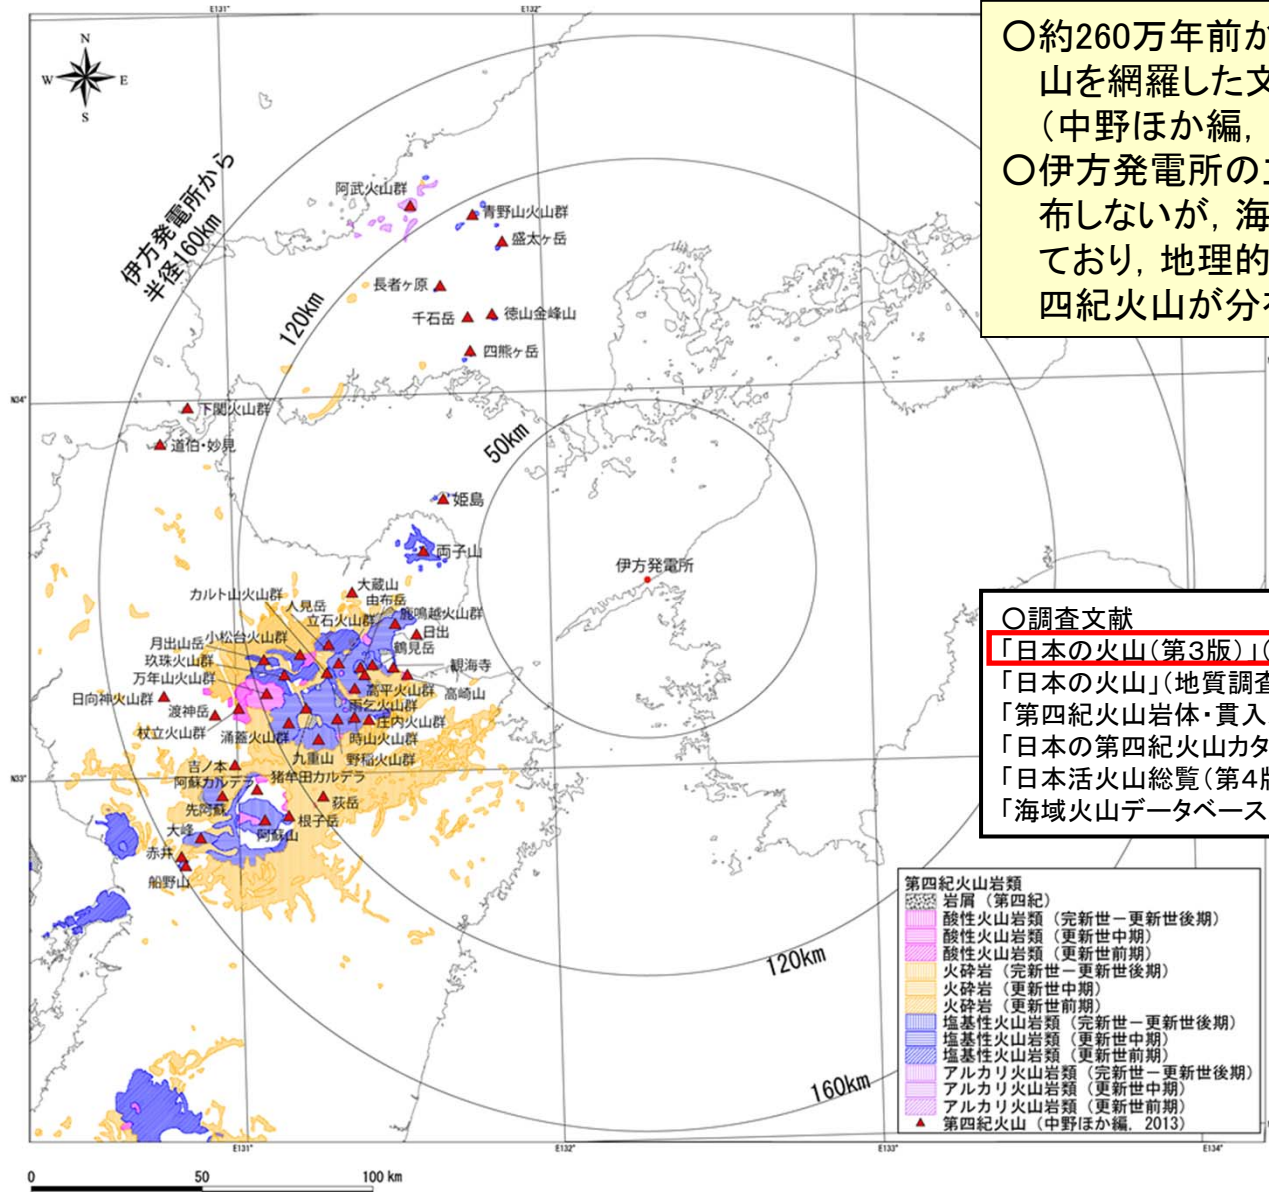 E131°
E132°
N
W
E
S
○約260万年前か
山を網羅した文
(中野ほか編,
○伊方発電所の
布しないが, 海
ており, 地理的
四紀火山が分
伊方発電所から
半径160km
阿武火山群
青野山火山群
盛太ヶ岳
120km
長者ヶ原
千石岳
徳山金峰山
四熊ヶ岳
N34°
下関火山群
道伯・妙見
50km
姫島
両子山
伊方発電所
カルト山火山群
大蔵山
人見岳
由布岳
立石火山群
鹿鳴越火山群
小松台火山群
日出
月出山岳
鶴見岳
玖珠火山群
観海寺
万年山火山群
高平火山群
高崎山
日向神火山群
雨乞火山群
渡神岳
庄内火山群
杖立火山群
涌蓋火山群
時山火山群
九重山
野稲火山群
吉ノ本
猪牟田カルデラ
N33°
阿蘇カルデラ
荻岳
先阿蘇
根子岳
大峰
阿蘇山
赤井
船野山
○調査文献
「日本の火山(第3版)」(
「日本の火山」(地質調査
「第四紀火山岩体・貫入
「日本の第四紀火山カタ
「日本活火山総覧(第4版
「海域火山データベース
第四紀火山岩類
岩屑 (第四紀)
酸性火山岩類 (完新世－更新世後期)
酸性火山岩類 (更新世中期)
酸性火山岩類 (更新世前期)
火砕岩 (完新世－更新世後期)
火砕岩 (更新世中期)
火砕岩 (更新世前期)
塩基性火山岩類 (完新世－更新世後期)
塩基性火山岩類 (更新世中期)
塩基性火山岩類 (更新世前期)
アルカリ火山岩類 (完新世－更新世後期)
アルカリ火山岩類 (更新世中期)
アルカリ火山岩類 (更新世前期)
第四紀火山 (中野ほか編, 2013)
120km
160km
E131°
E132°
E133°
E134°
0
50
100 km